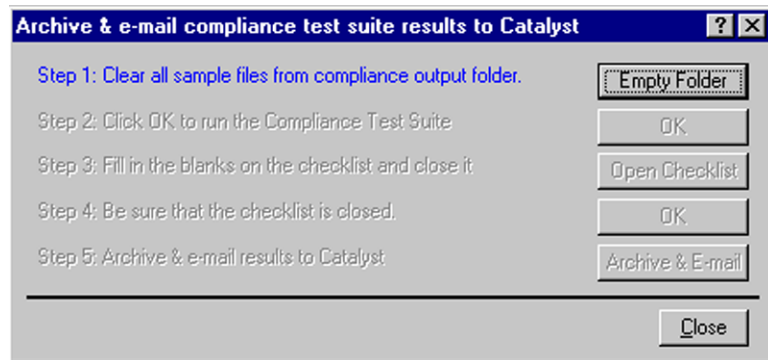 Archive & e-mail compliance test suite results to Catalyst ? ×
Step 1: Clear all sample files from compliance output folder. Empty Folder
Step 2: Click OK to run the Compliance Test Suite OK
Step 3: Fill in the blanks on the checklist and close it Open Checklist
Step 4: Be sure that the checklist is closed. OK
Step 5: Archive & e-mail results to Catalyst Archive & E-mail
Close